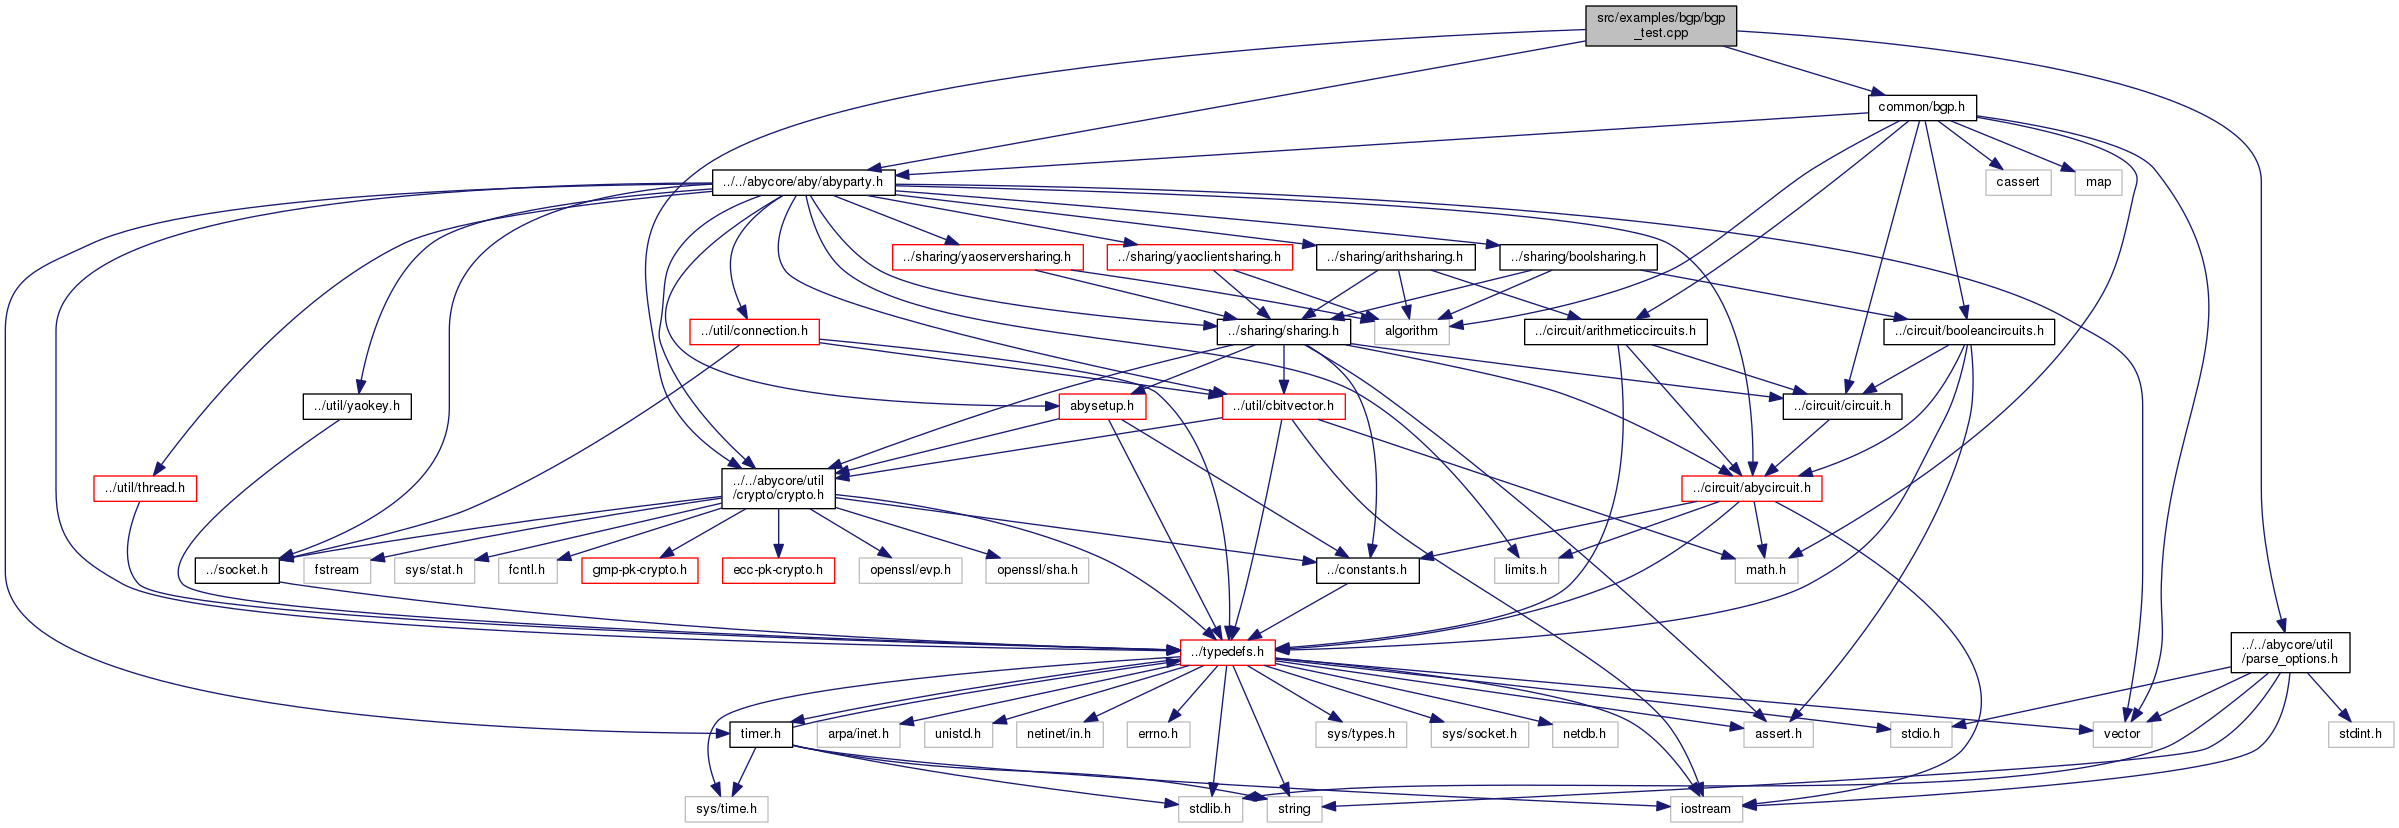 src/examples/bgp/bgp
_test.cpp
common/bgp.h
../../abycore/aby/abyparty.h
cassert
map
../sharing/yaoserversharing.h
../sharing/yaoclientsharing.h
../sharing/arithsharing.h
../sharing/boolsharing.h
../util/connection.h
../sharing/sharing.h
algorithm
../circuit/arithmeticcircuits.h
../circuit/booleancircuits.h
../util/yaokey.h
abysetup.h
../util/cbitvector.h
../circuit/circuit.h
../util/thread.h
../../abycore/util
/crypto/crypto.h
../circuit/abycircuit.h
../socket.h
fstream
sys/stat.h
fcntl.h
gmp-pk-crypto.h
ecc-pk-crypto.h
openssl/evp.h
openssl/sha.h
../constants.h
limits.h
math.h
../typedefs.h
../../abycore/util
/parse_options.h
timer.h
arpa/inet.h
unistd.h
netinet/in.h
errno.h
sys/types.h
sys/socket.h
netdb.h
assert.h
stdio.h
vector
stdint.h
sys/time.h
stdlib.h
string
iostream